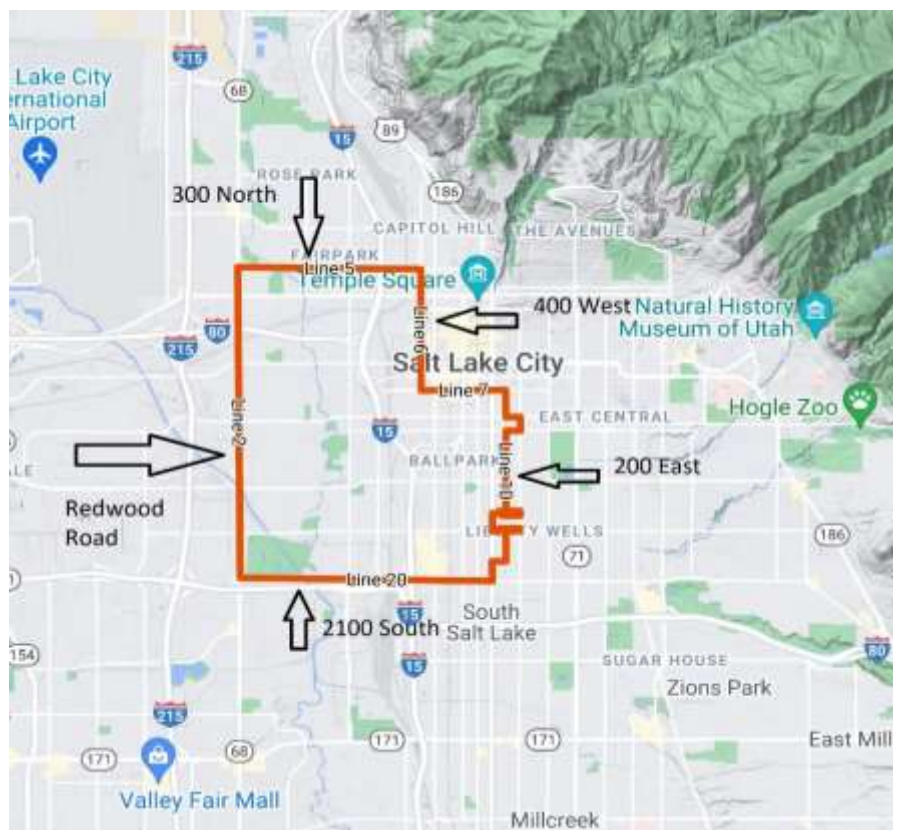 215
Lake City
ernational
Airport
68
15
89
ROSE PARK
186
300 North
CAPITOL HILL
THE AVENUES
FAIRPARK
Line 5
Temple Square
400 West
Natural History
Museum of Utah
80
215
Line 6
Salt Lake City
Line 7
Hogle Zoo
Line 2
EAST CENTRAL
15
BALLPARK
Line 10
200 East
Redwood
Road
LIBERTY WELLS
186
71
Line 20
2100 South
15
South
Salt Lake
154
15
80
SUGAR HOUSE
Zions Park
215
171
68
171
171
East Mill
Valley Fair Mall
Millcreek